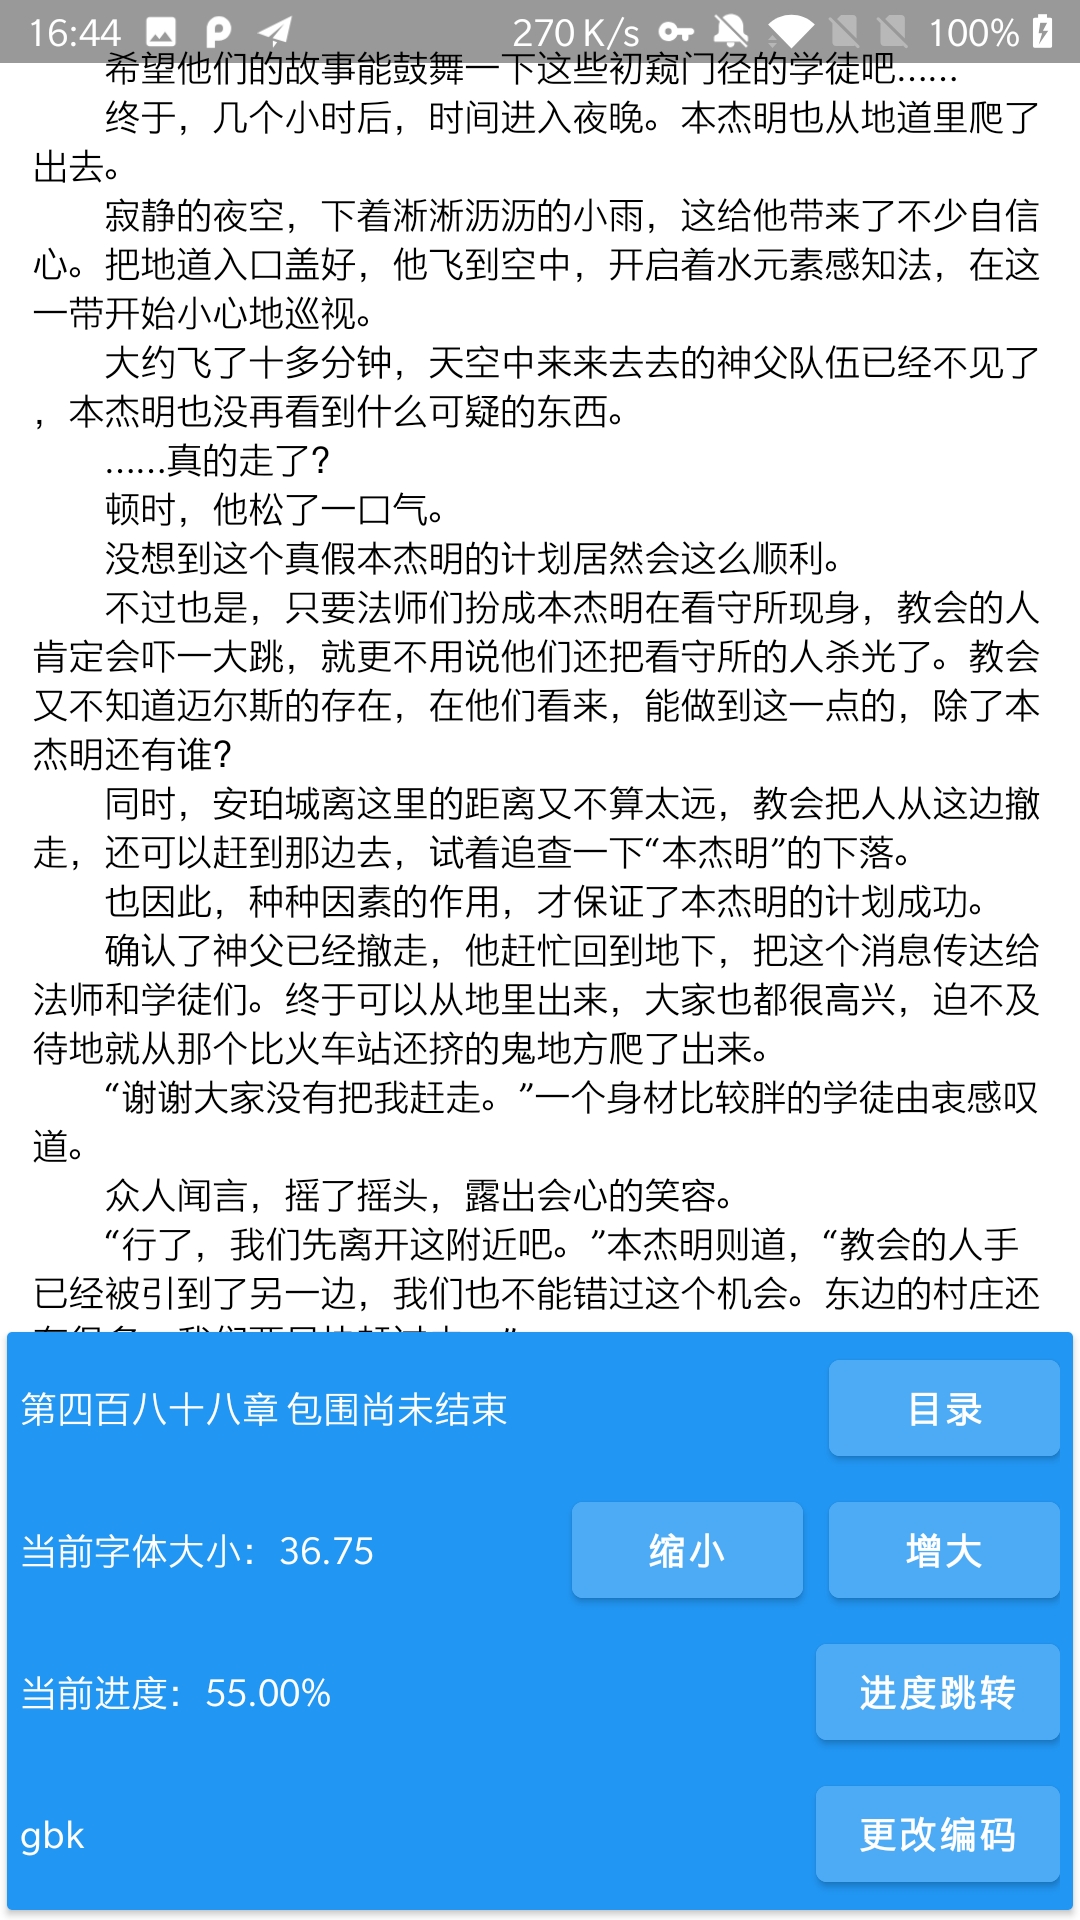 16:44 270 K/s 100%
希望他们的故事能鼓舞一下这些初窥门径的学徒吧……
终于，几个小时后，时间进入夜晚。本杰明也从地道里爬了
出去。
寂静的夜空，下着淅淅沥沥的小雨，这给他带来了不少自信
心。把地道入口盖好，他飞到空中，开启着水元素感知法，在这
一带开始小心地巡视。
大约飞了十多分钟，天空中来来去去的神父队伍已经不见了
，本杰明也没再看到什么可疑的东西。
……真的走了？
顿时，他松了一口气。
没想到这个真假本杰明的计划居然会这么顺利。
不过也是，只要法师们扮成本杰明在看守所现身，教会的人
肯定会吓一大跳，就更不用说他们还把看守所的人杀光了。教会
又不知道迈尔斯的存在，在他们看来，能做到这一点的，除了本
杰明还有谁？
同时，安珀城离这里的距离又不算太远，教会把人从这边撤
走，还可以赶到那边去，试着追查一下“本杰明”的下落。
也因此，种种因素的作用，才保证了本杰明的计划成功。
确认了神父已经撤走，他赶忙回到地下，把这个消息传达给
法师和学徒们。终于可以从地里出来，大家也都很高兴，迫不及
待地就从那个比火车站还挤的鬼地方爬了出来。
“谢谢大家没有把我赶走。”一个身材比较胖的学徒由衷感叹
道。
众人闻言，摇了摇头，露出会心的笑容。
“行了，我们先离开这附近吧。”本杰明则道，“教会的人手
已经被引到了另一边，我们也不能错过这个机会。东边的村庄还
第四百八十八章 包围尚未结束 目录
当前字体大小：36.75 缩小 增大
当前进度：55.00% 进度跳转
gbk 更改编码